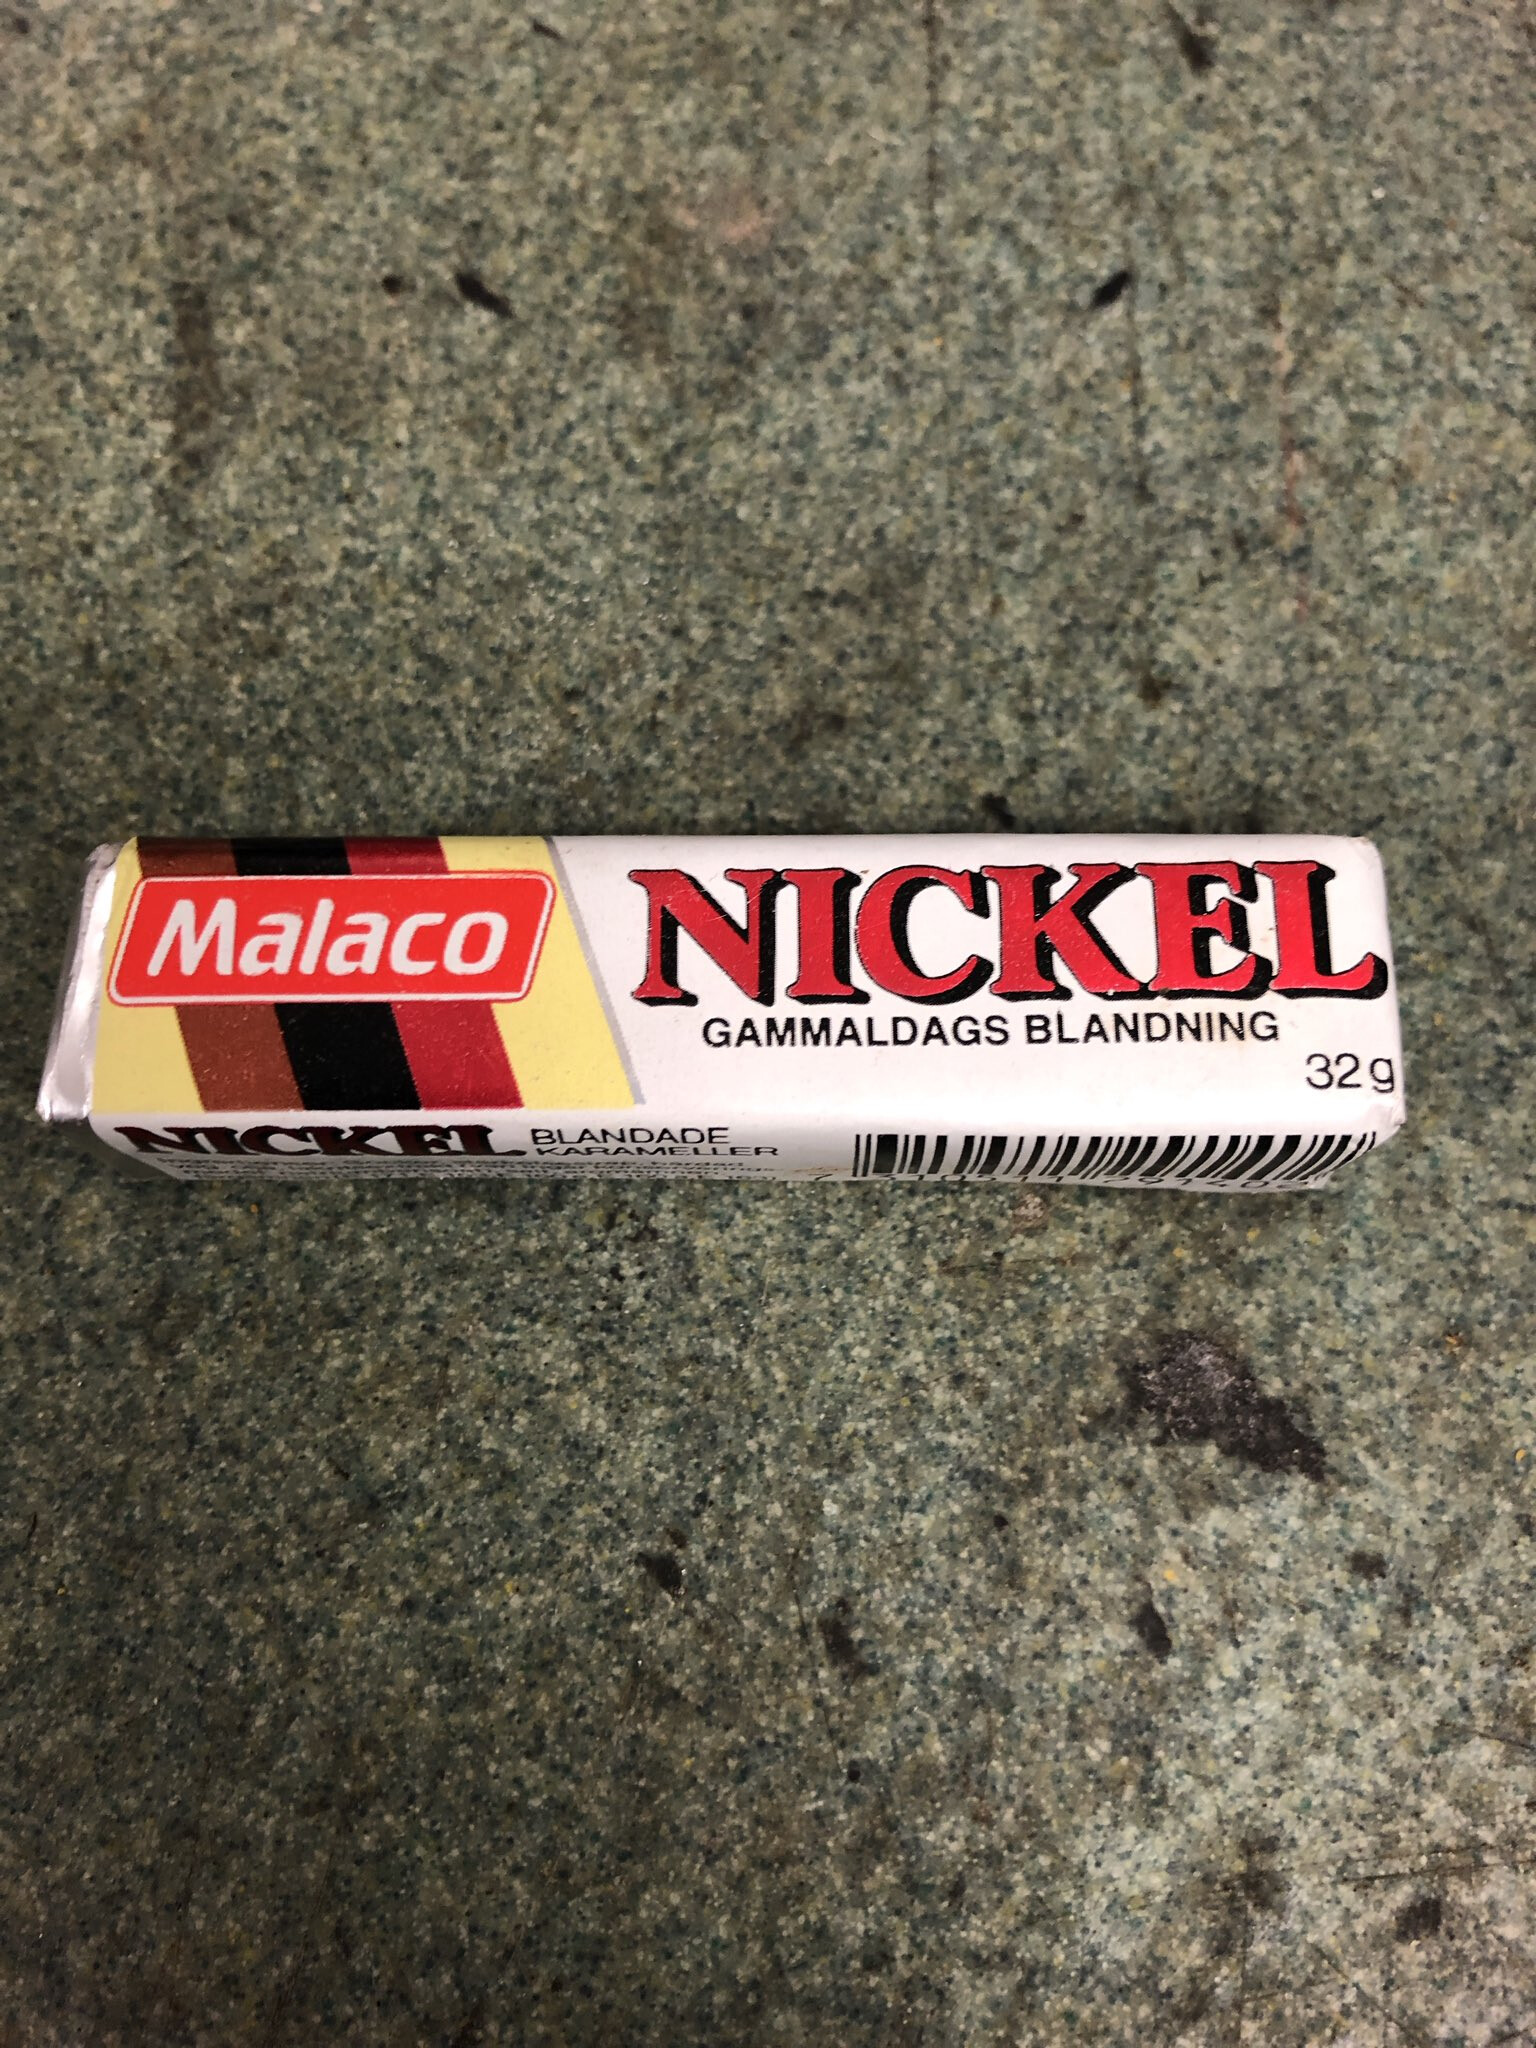 Malaco
NICKEL
GAMMALDAGS BLANDNING
32g
NICKEL BLANDADE
KARAMELLER